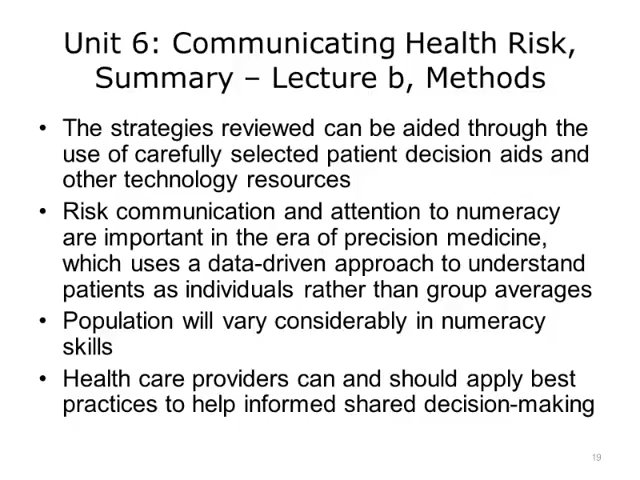 Unit 6: Communicating Health Risk,
Summary – Lecture b, Methods
• The strategies reviewed can be aided through the
use of carefully selected patient decision aids and
other technology resources
• Risk communication and attention to numeracy
are important in the era of precision medicine,
which uses a data-driven approach to understand
patients as individuals rather than group averages
• Population will vary considerably in numeracy
skills
• Health care providers can and should apply best
practices to help informed shared decision-making
19